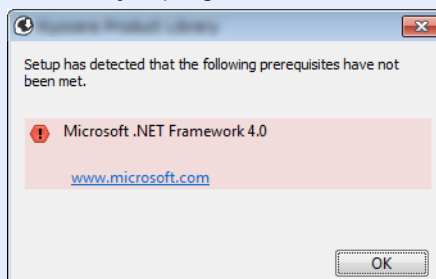 Setup has detected that the following prerequisites have not
been met.
Microsoft .NET Framework 4.0
www.microsoft.com
OK